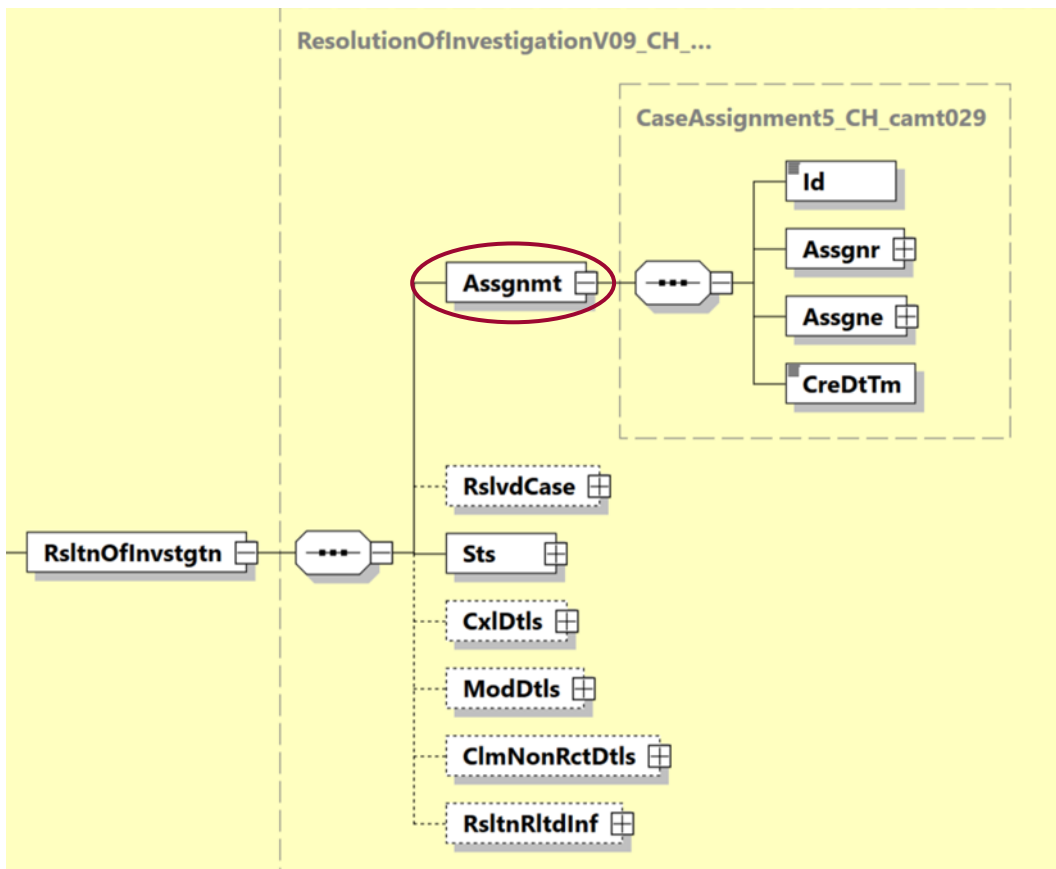 ResolutionOfInvestigationV09_CH_...
CaseAssignment5_CH_camt029
Id
Assgnr
Assgne
CreDtTm
Assgnmt
RslvdCase
Sts
CxlDtls
ModDtls
ClmNonRctDtls
RsltnRltdInf
RsltnOfInvstgtn